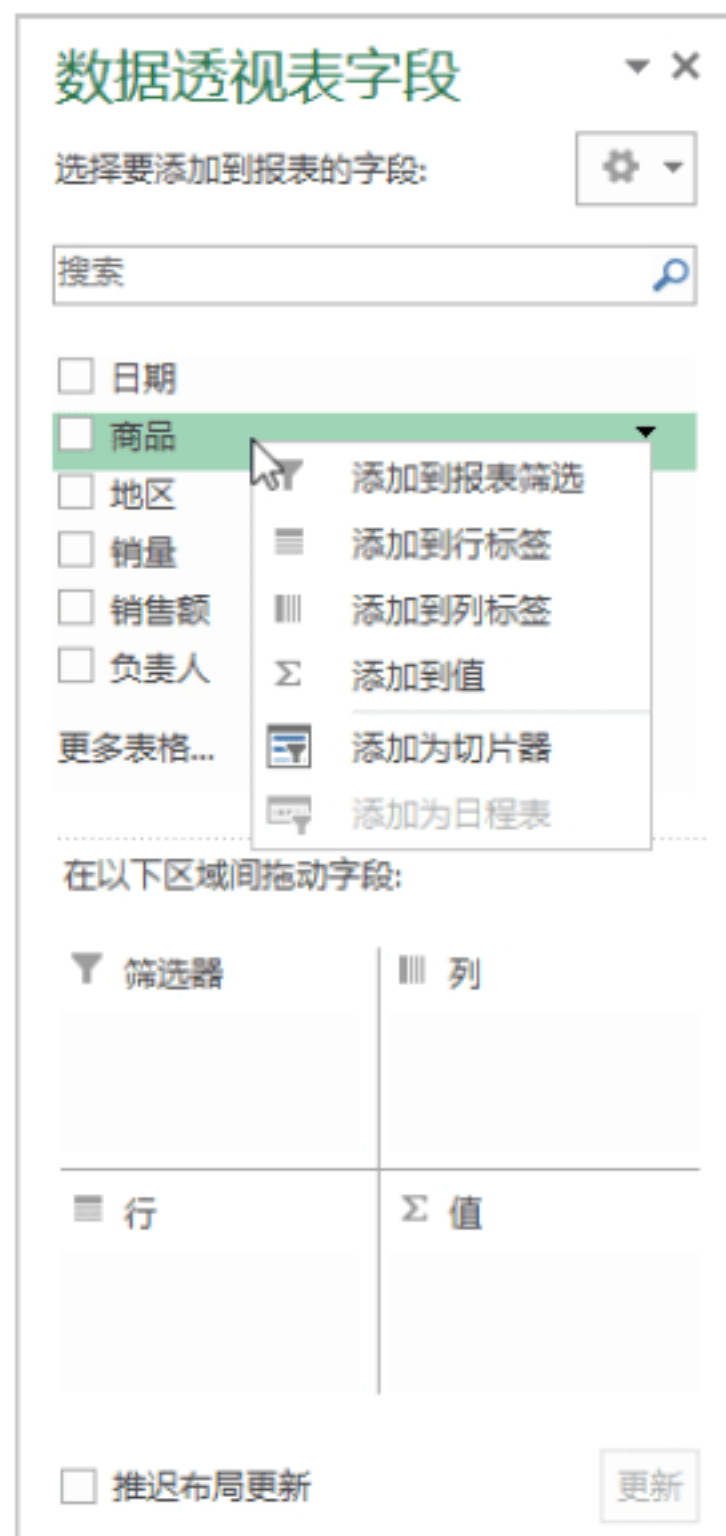 数据透视表字段
选择要添加到报表的字段:
搜索
日期
商品
地区
销量
销售额
负责人
更多表格...
添加到报表筛选
添加到行标签
添加到列标签
Σ 添加到值
添加为切片器
添加为日程表
在以下区域间拖动字段:
筛选器
列
行
Σ 值
推迟布局更新
更新